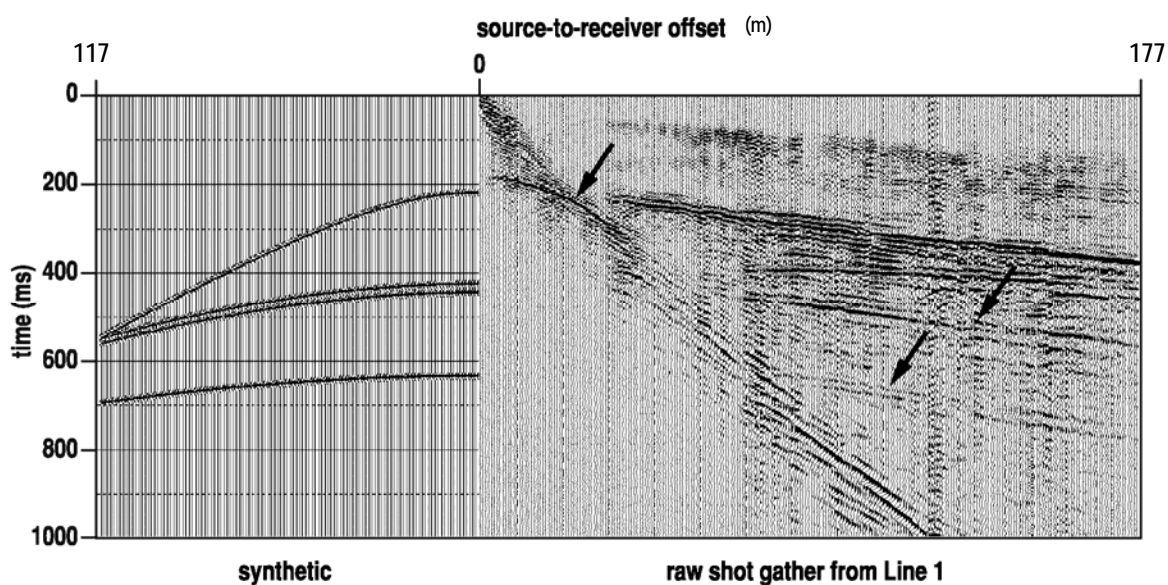 source-to-receiver offset (m)
117 0 177
0
200
400
600
800
1000
time (ms)
synthetic raw shot gather from Line 1